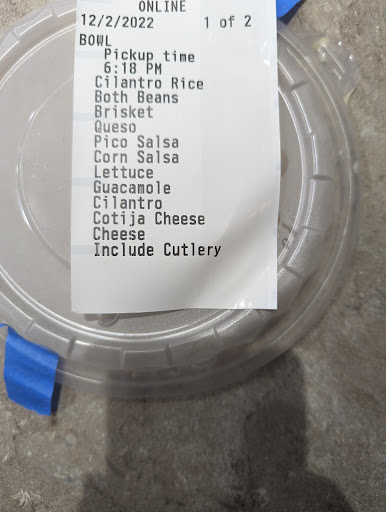 ONLINE
12/2/2022 1 of 2
BOWL
Pickup time
6:18 PM
Cilantro Rice
Both Beans
Brisket
Queso
Pico Salsa
Corn Salsa
Lettuce
Guacamole
Cilantro
Cotija Cheese
Cheese
Include Cutlery